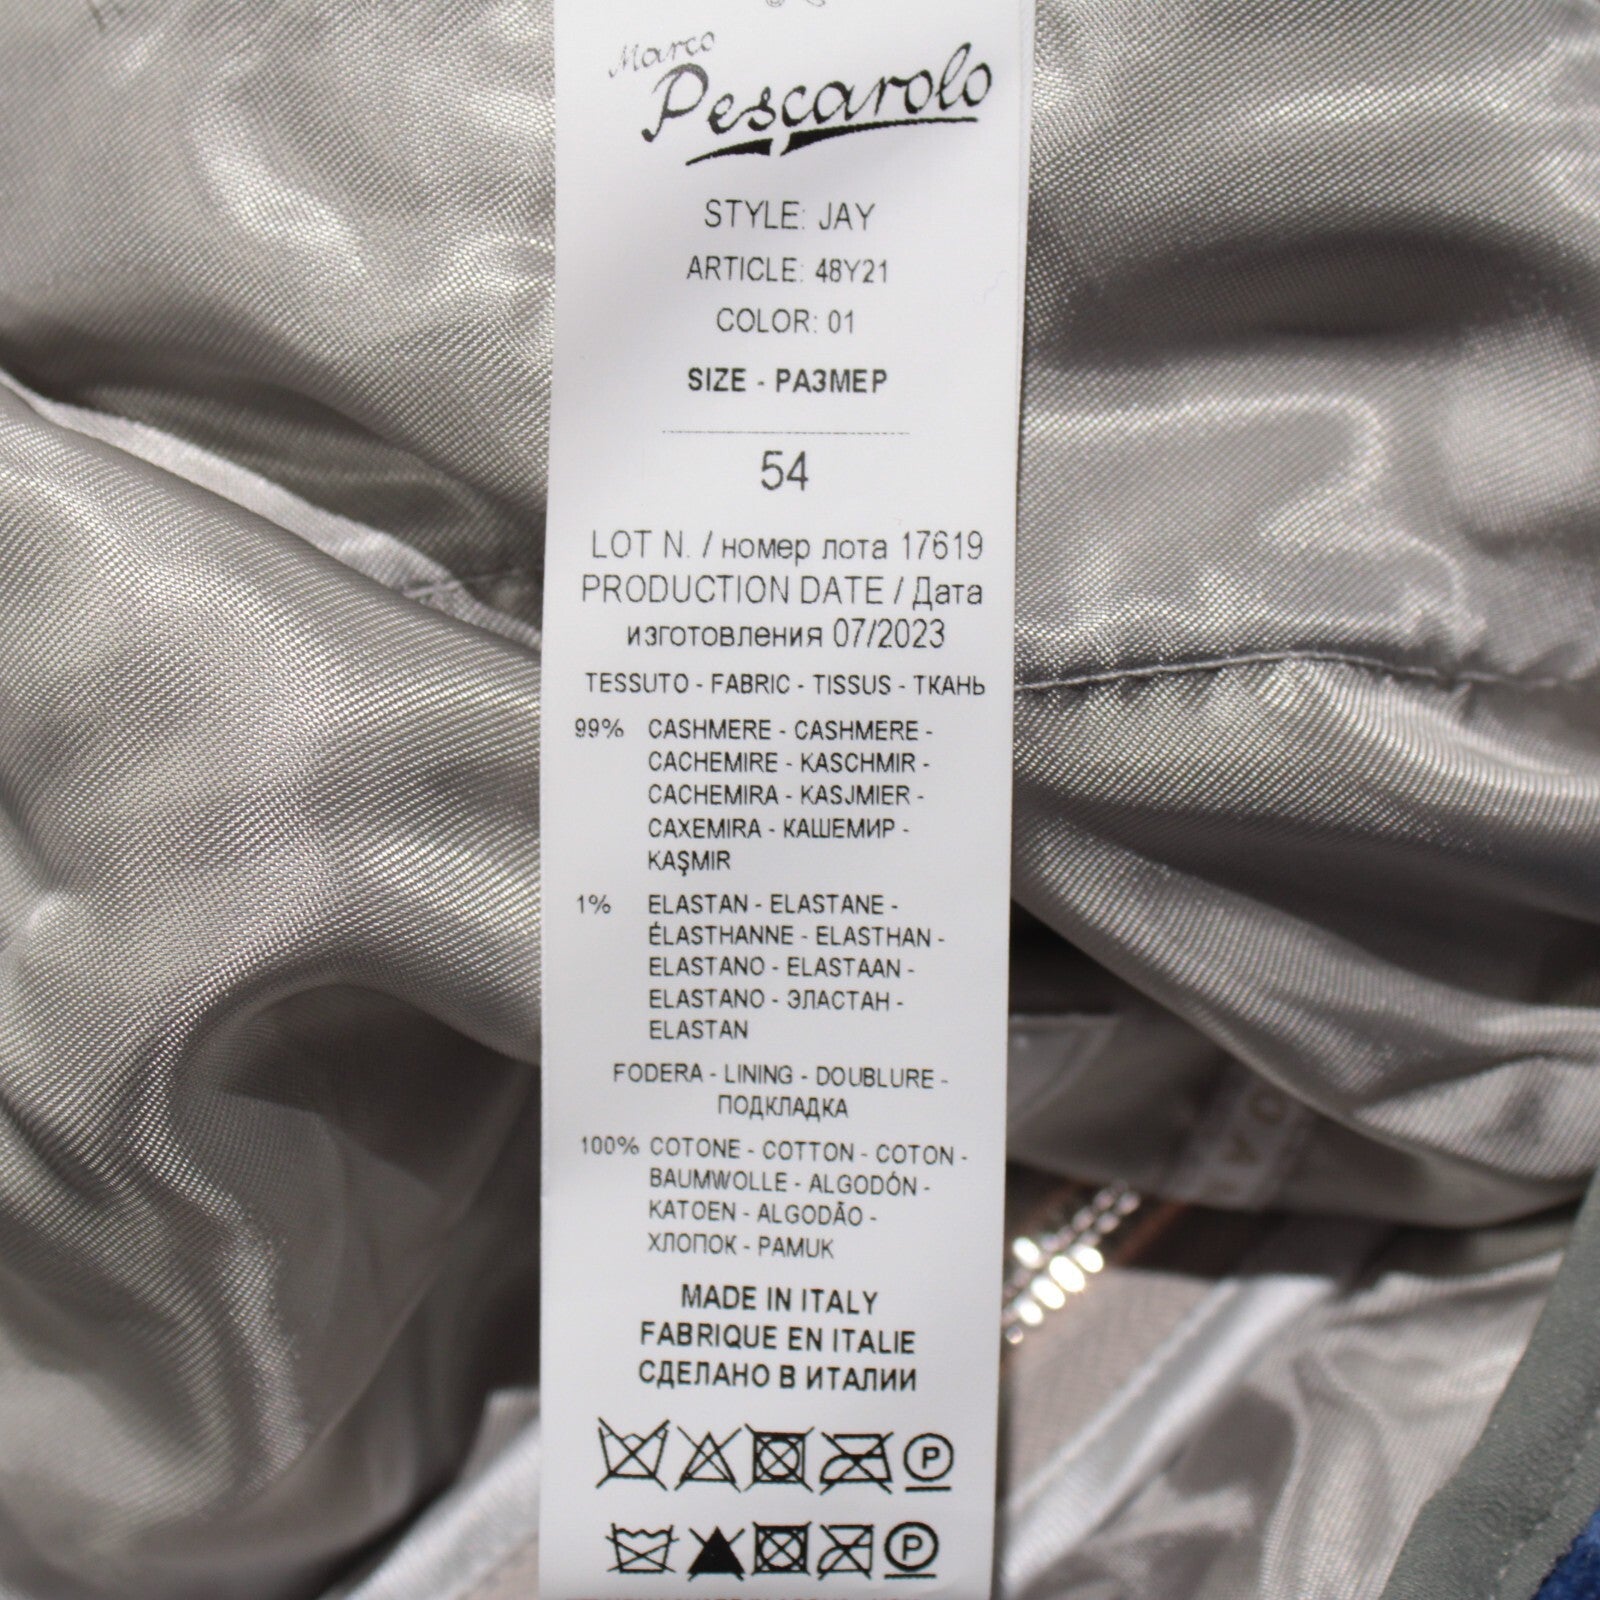 Marco
Pescarolo
STYLE: JAY
ARTICLE: 48Y21
COLOR: 01
SIZE - РАЗМЕР
54
LOT N. / номер лота 17619
PRODUCTION DATE / Дата
изготовления 07/2023
TESSUTO - FABRIC - TISSUS - ТКАНЬ
99% CASHMERE - CASHMERE -
CACHEMIRE - KASCHMIR -
CACHEMIRA - KASJMIER -
CAXEMIRA - КАШЕМИР -
KAŞMIR
1% ELASTAN - ELASTANE -
ÉLASTHANNE - ELASTHAN -
ELASTANO - ELASTAAN -
ELASTANO - ЭЛАСТАН -
ELASTAN
FODERA - LINING - DOUBLURE -
ПОДКЛАДКА
100% COTONE - COTTON - COTON -
BAUMWOLLE - ALGODÓN -
KATOEN - ALGODÃO -
ХЛОПОК - PAMUK
MADE IN ITALY
FABRIQUE EN ITALIE
СДЕЛАНО В ИТАЛИИ
P
P